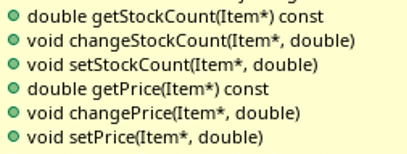 double getStockCount(Item*) const
void changeStockCount(Item*, double)
void setStockCount(Item*, double)
double getPrice(Item*) const
void changePrice(Item*, double)
void setPrice(Item*, double)